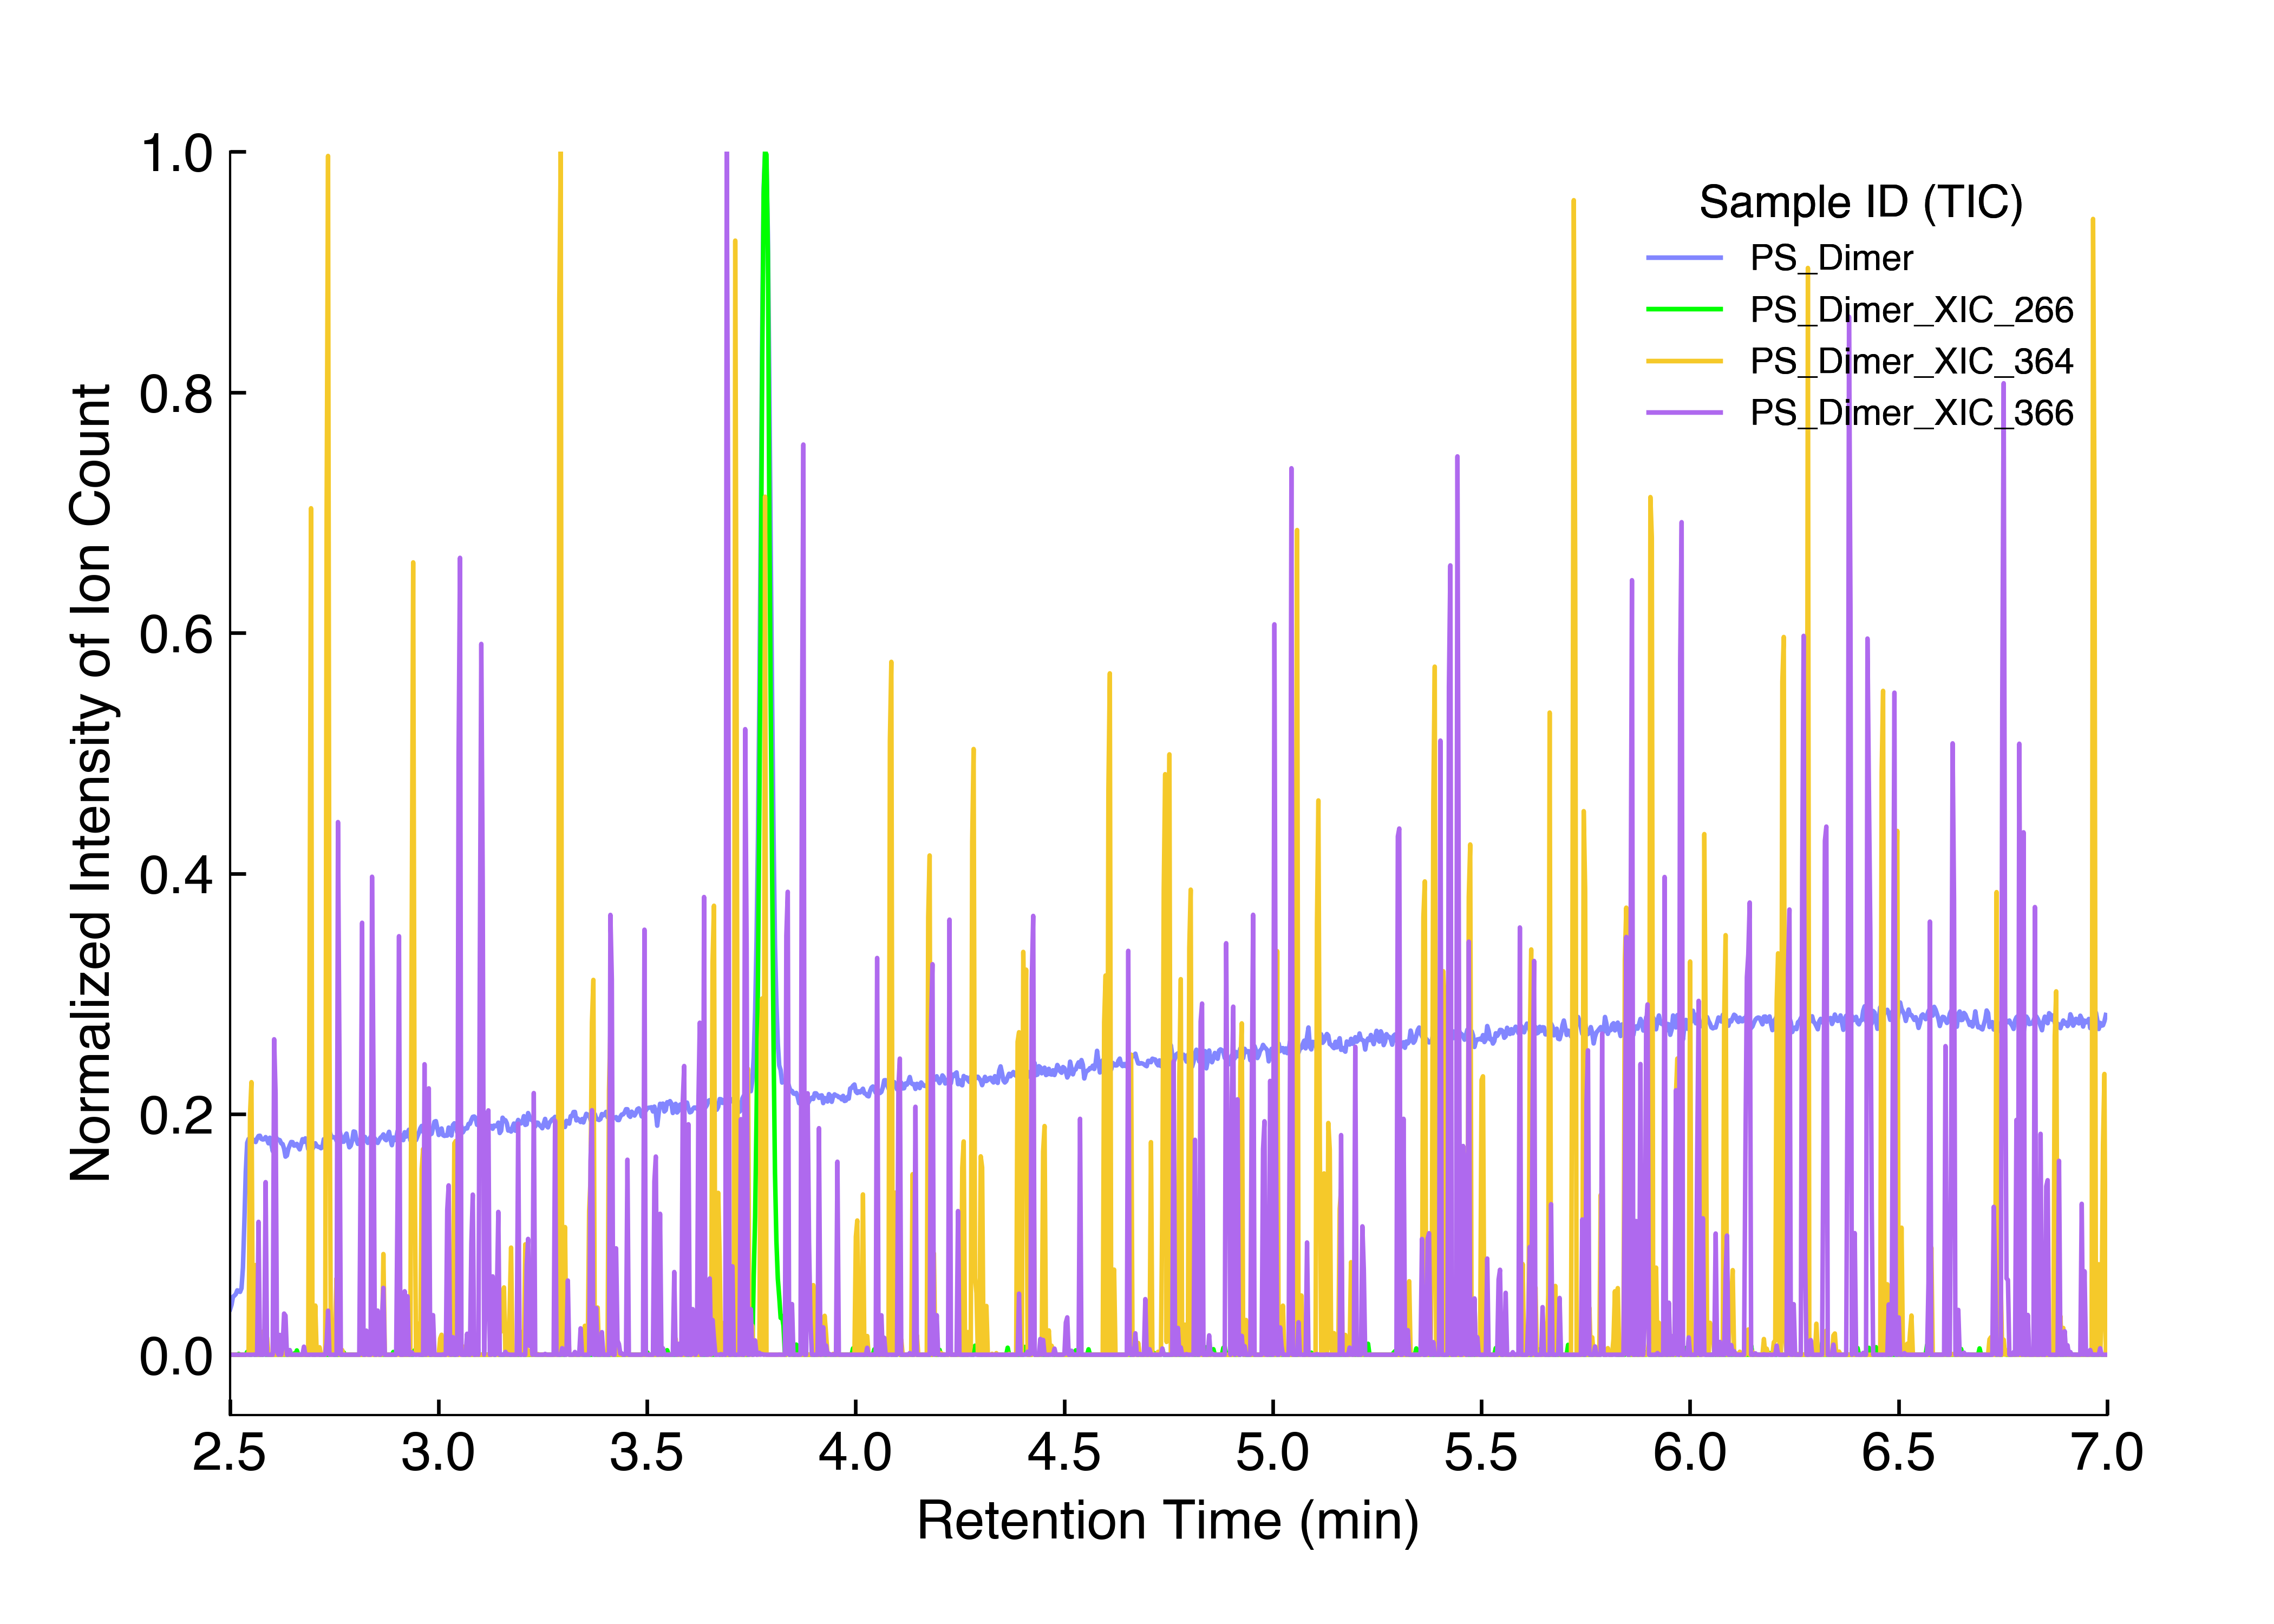 Normalized Intensity of Ion Count
1.0
0.8
0.6
0.4
0.2
0.0
Sample ID (TIC)
PS_Dimer
PS_Dimer_XIC_266
PS_Dimer_XIC_364
PS_Dimer_XIC_366
2.5 3.0 3.5 4.0 4.5 5.0 5.5 6.0 6.5 7.0
Retention Time (min)